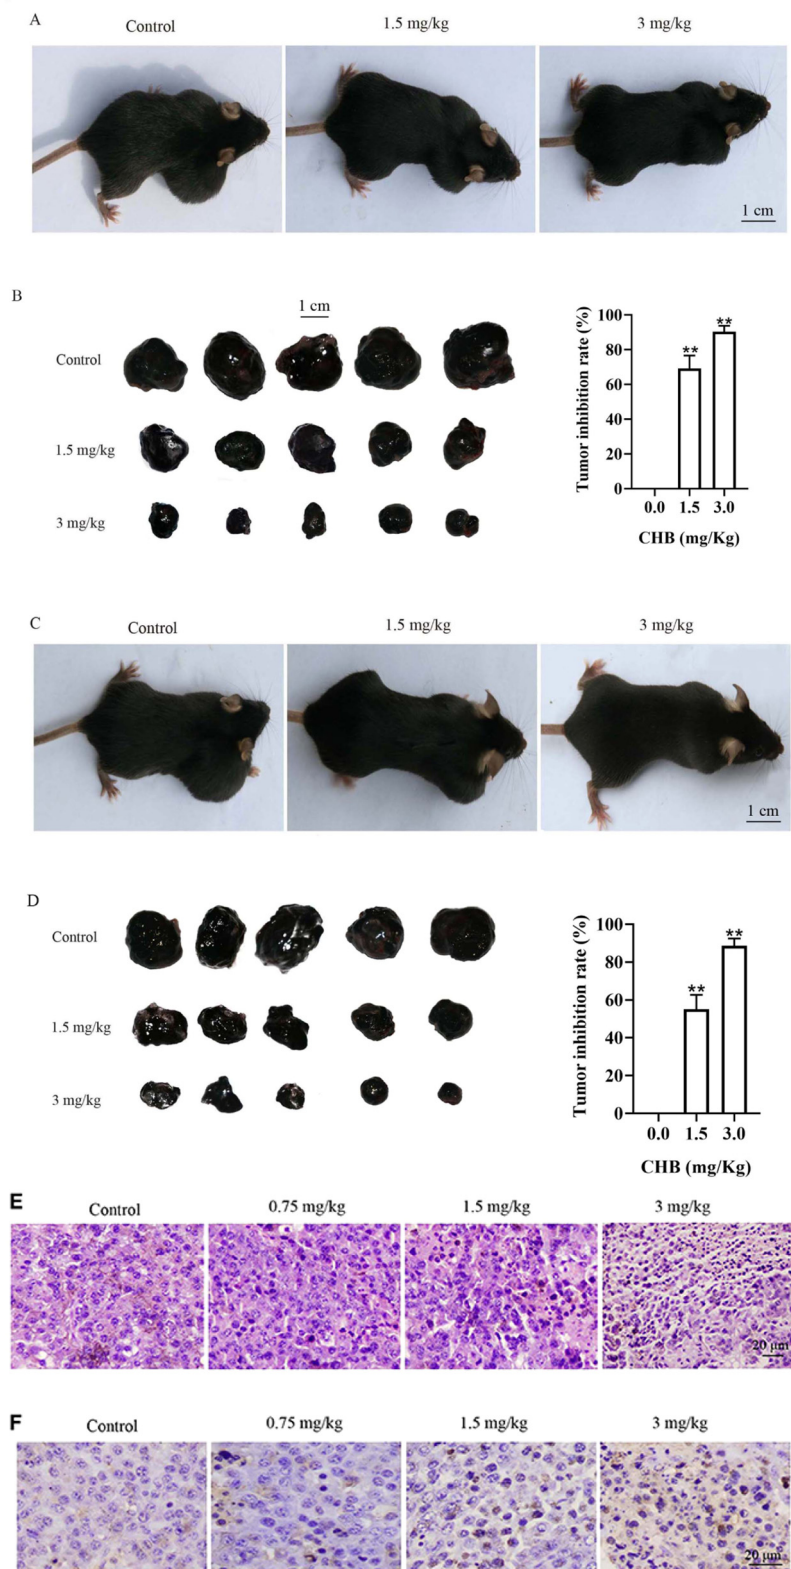 A
Control
1.5 mg/kg
3 mg/kg
1 cm
B
1 cm
Control
1.5 mg/kg
3 mg/kg
Tumor inhibition rate (%)
100
80
60
40
20
0
**
**
0.0 1.5 3.0
CHB (mg/Kg)
C
Control
1.5 mg/kg
3 mg/kg
1 cm
D
Control
1.5 mg/kg
3 mg/kg
Tumor inhibition rate (%)
100
80
60
40
20
0
**
**
0.0 1.5 3.0
CHB (mg/Kg)
E
Control
0.75 mg/kg
1.5 mg/kg
3 mg/kg
20 μm
F
Control
0.75 mg/kg
1.5 mg/kg
3 mg/kg
20 μm